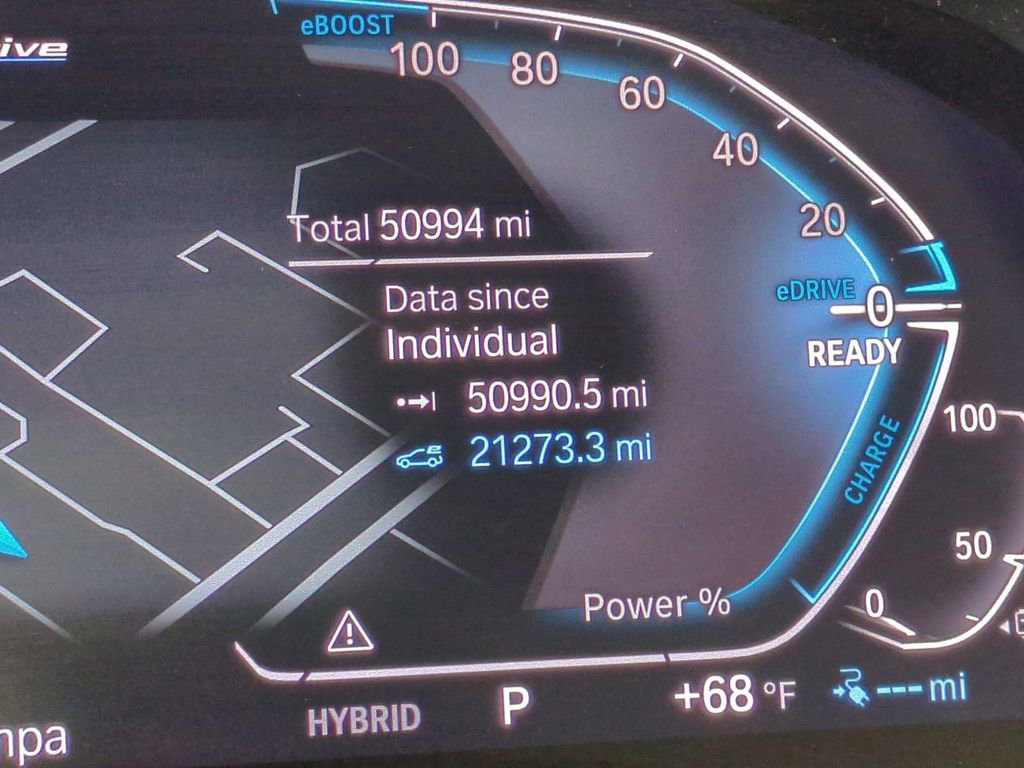 ive
eBOOST
100
80
60
40
20
Total 50994 mi
Data since
Individual
50990.5 mi
21273.3 mi
eDRIVE
0
READY
CHARGE
100
50
0
Power %
HYBRID
P
+68 °F
--- mi
mpa